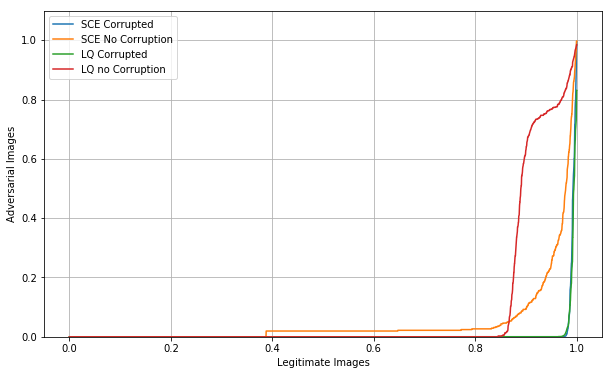 SCE Corrupted
SCE No Corruption
LQ Corrupted
LQ no Corruption
1.0
0.8
0.6
0.4
0.2
0.0
Adversarial Images
0.0 0.2 0.4 0.6 0.8 1.0
Legitimate Images